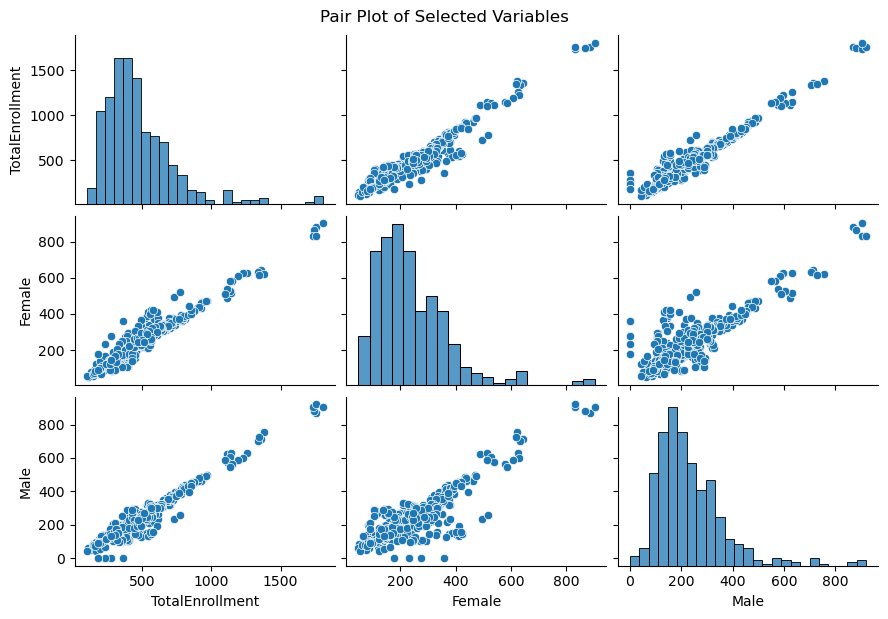 Pair Plot of Selected Variables
TotalEnrollment
1500
1000
500
Female
800
600
400
200
Male
800
600
400
200
0
500 1000 1500
TotalEnrollment
200 400 600 800
Female
0 200 400 600 800
Male